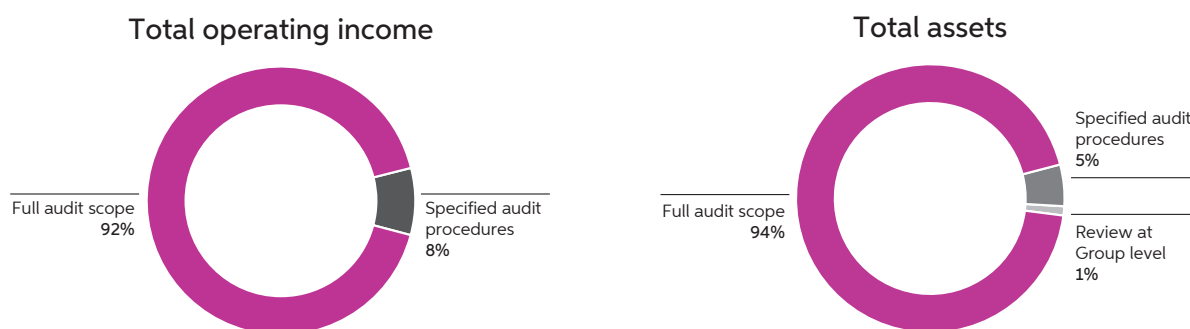 Total operating income
Full audit scope
92%
Specified audit
procedures
8%
Total assets
Full audit scope
94%
Specified audit
procedures
5%
Review at
Group level
1%